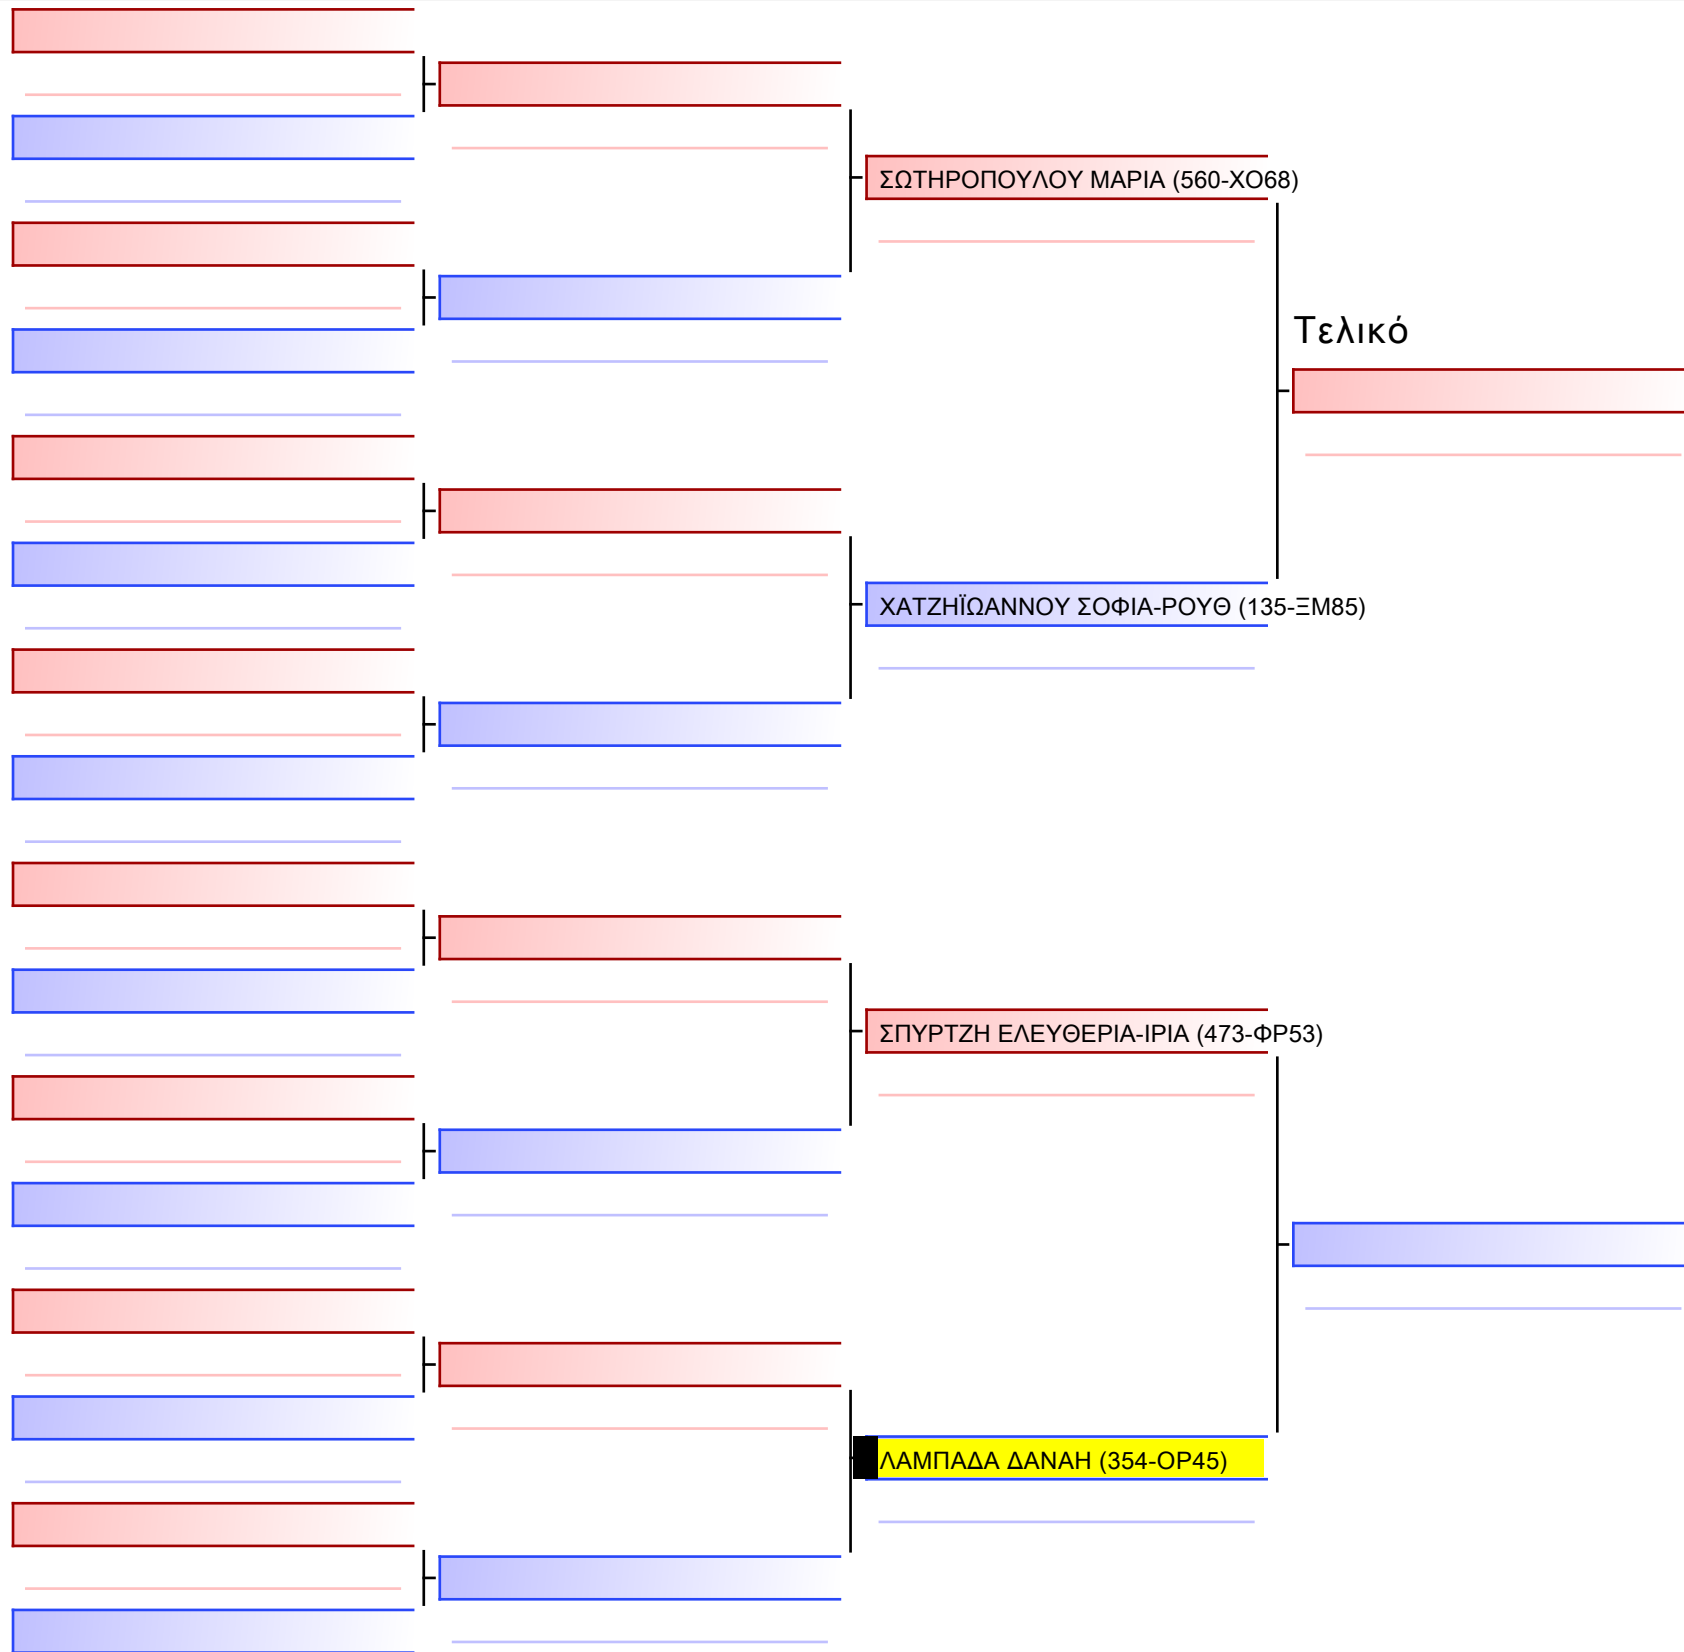 ΣΩΤΗΡΟΠΟΥΛΟΥ ΜΑΡΙΑ (560-ΧΟ68)
Τελικό
ΧΑΤΖΗΪΩΑΝΝΟΥ ΣΟΦΙΑ-ΡΟΥΘ (135-ΞΜ85)
ΣΠΥΡΤΖΗ ΕΛΕΥΘΕΡΙΑ-ΙΡΙΑ (473-ΦΡ53)
ΛΑΜΠΑΔΑ ΔΑΝΑΗ (354-ΟΡ45)